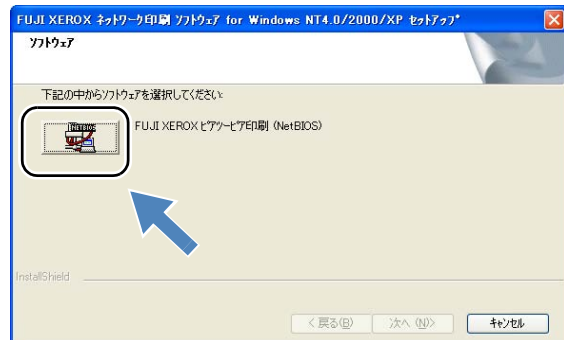 FUJI XEROX ﾈｯﾄﾜｰｸ印刷 ｿﾌﾄｳｪｱ for Windows NT4.0/2000/XP ｾｯﾄｱｯﾌﾟ
ｿﾌﾄｳｪｱ
下記の中からｿﾌﾄｳｪｱを選択してください:
NETBIOS
FUJI XEROX ﾋﾟｱﾂｰﾋﾟｱ印刷 (NetBIOS)
InstallShield
< 戻る(B)
次へ (N)>
ｷｬﾝｾﾙ